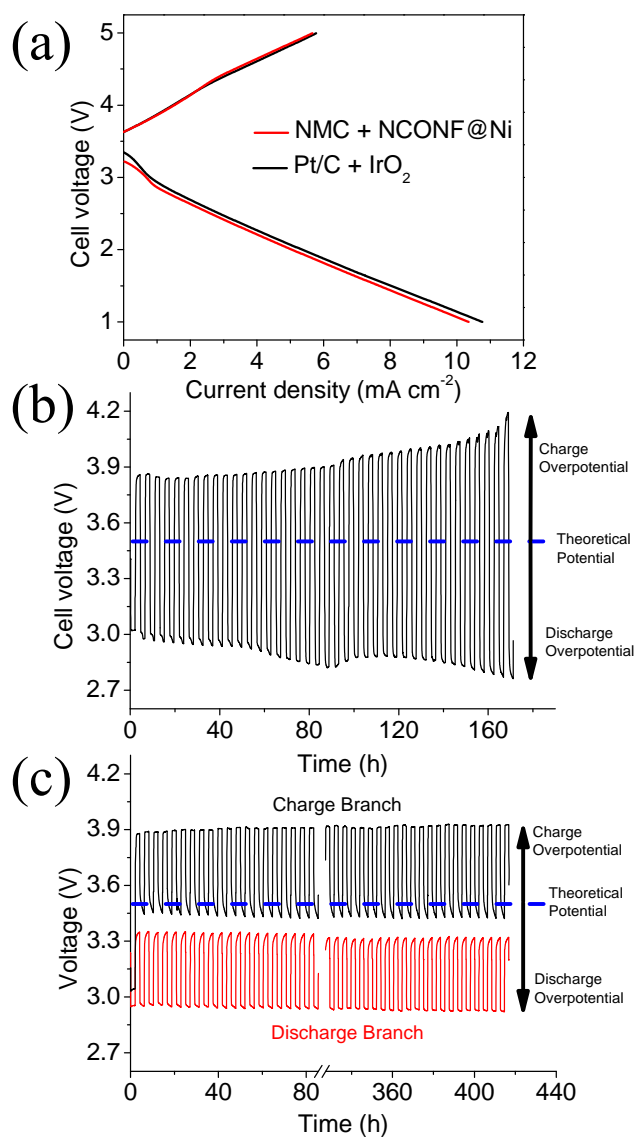 (a)
5
4
3
2
1
Cell voltage (V)
NMC + NCONF@Ni
Pt/C + IrO2
0 2 4 6 8 10 12
Current density (mA cm-2)
(b)
4.2
3.9
3.6
3.3
3.0
2.7
Cell voltage (V)
Charge
Overpotential
Theoretical
Potential
Discharge
Overpotential
0 40 80 120 160
Time (h)
(c)
4.2
3.9
3.6
3.3
3.0
2.7
Voltage (V)
Charge Branch
Charge
Overpotential
Theoretical
Potential
Discharge
Overpotential
Discharge Branch
0 40 80 360 400 440
Time (h) Time (h)